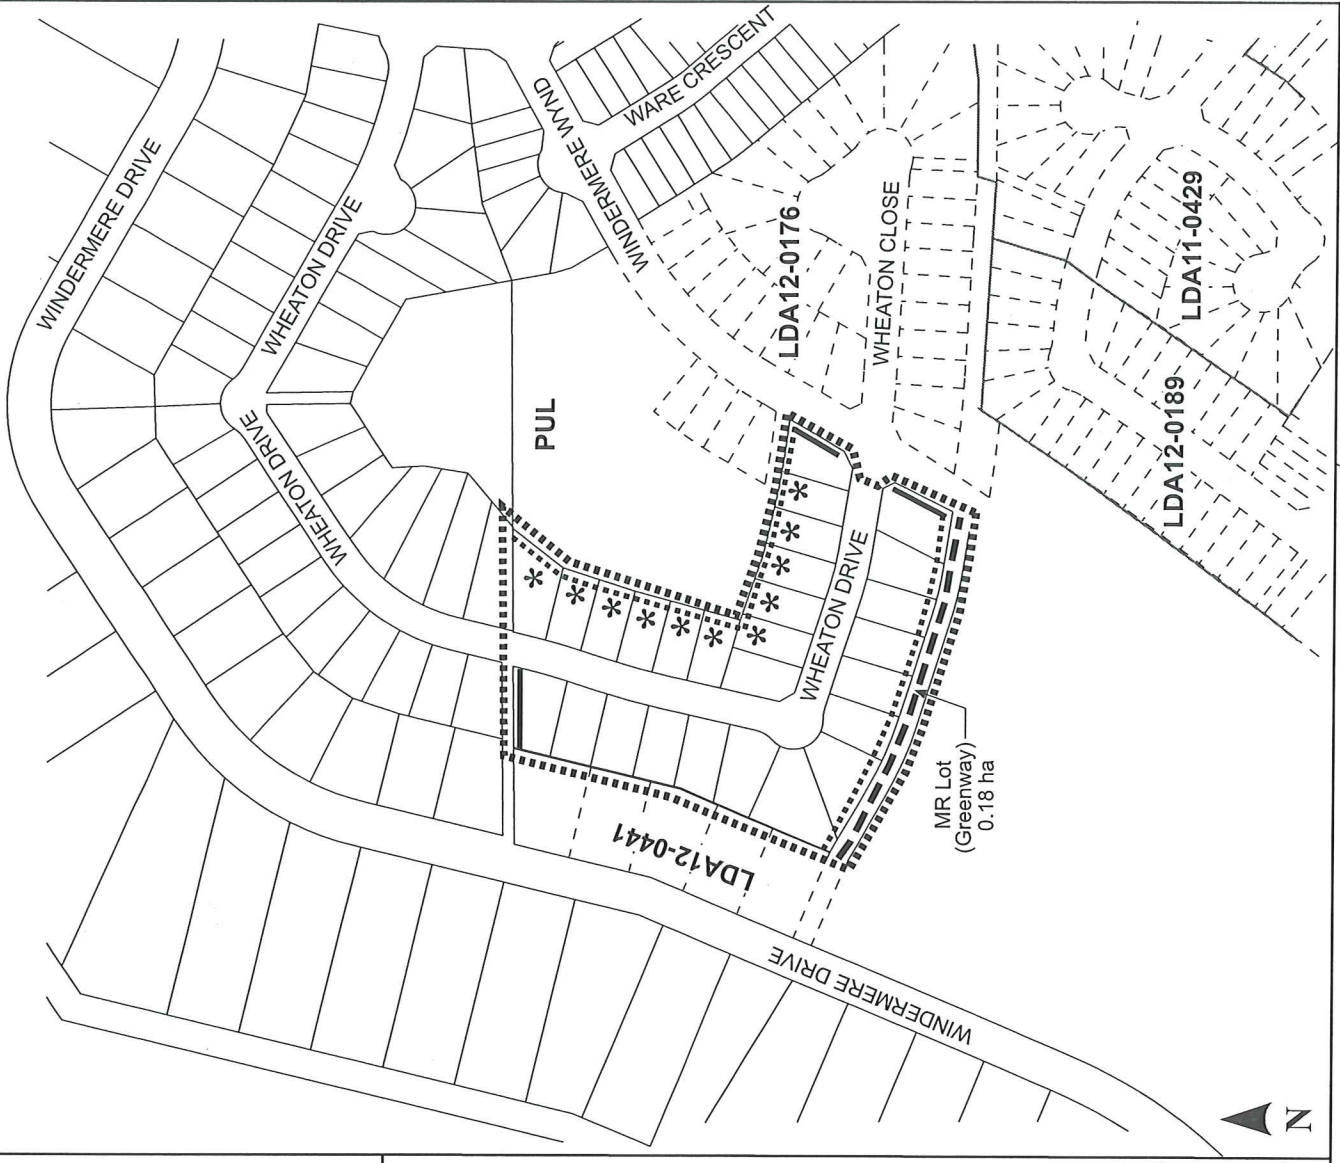 WARE CRESCENT
WINDERMERE WYND
WINDERMERE DRIVE
WHEATON DRIVE
LDA12-0176
WHEATON CLOSE
LDA11-0429
LDA12-0189
PUL
WHEATON DRIVE
WHEATON DRIVE
LDA12-0441
MR Lot
(Greenway)
0.18 ha
WINDERMERE DRIVE
N